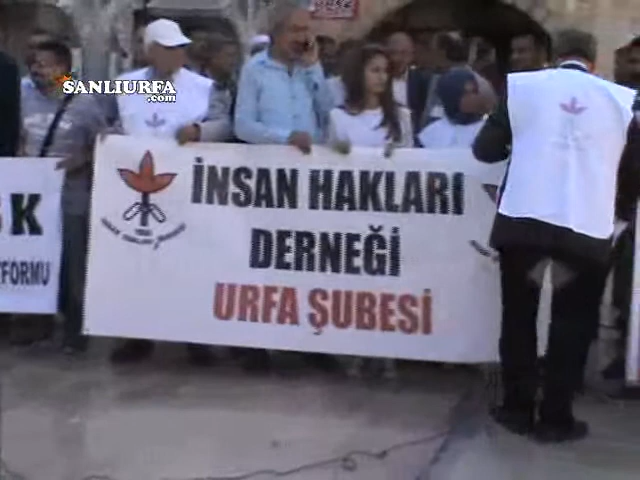 SANLIURFA
.com
İNSAN HAKLARI
DERNEĞİ
URFA ŞUBESİ
K
FORMU